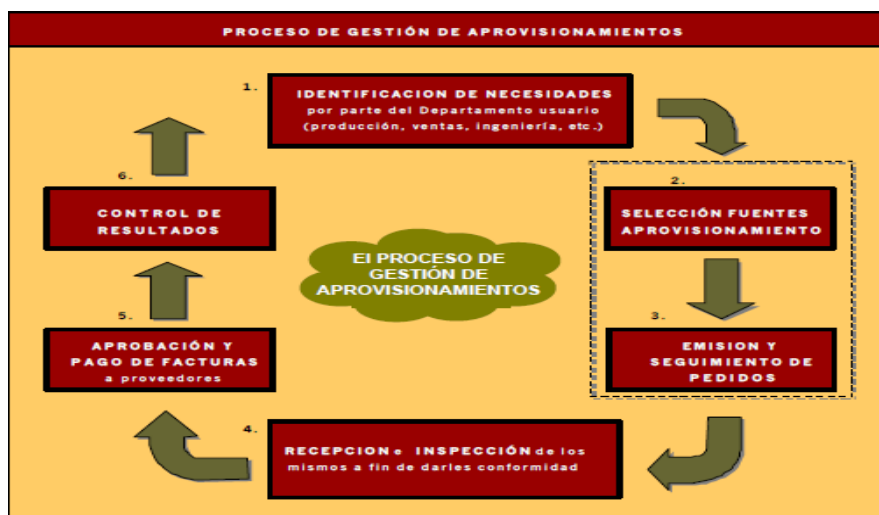 PROCESO DE GESTIÓN DE APROVISIONAMIENTOS
1.
IDENTIFICACION DE NECESIDADES
por parte del Departamento usuario
(producción, ventas, ingeniería, etc.)
2.
SELECCIÓN FUENTES
APROVISIONAMIENTO
3.
EMISION Y
SEGUIMIENTO DE
PEDIDOS
4.
RECEPCION e INSPECCIÓN de los
mismos a fin de darles conformidad
5.
APROBACIÓN Y
PAGO DE FACTURAS
a proveedores
6.
CONTROL DE
RESULTADOS
El PROCESO DE
GESTIÓN DE
APROVISIONAMIENTOS